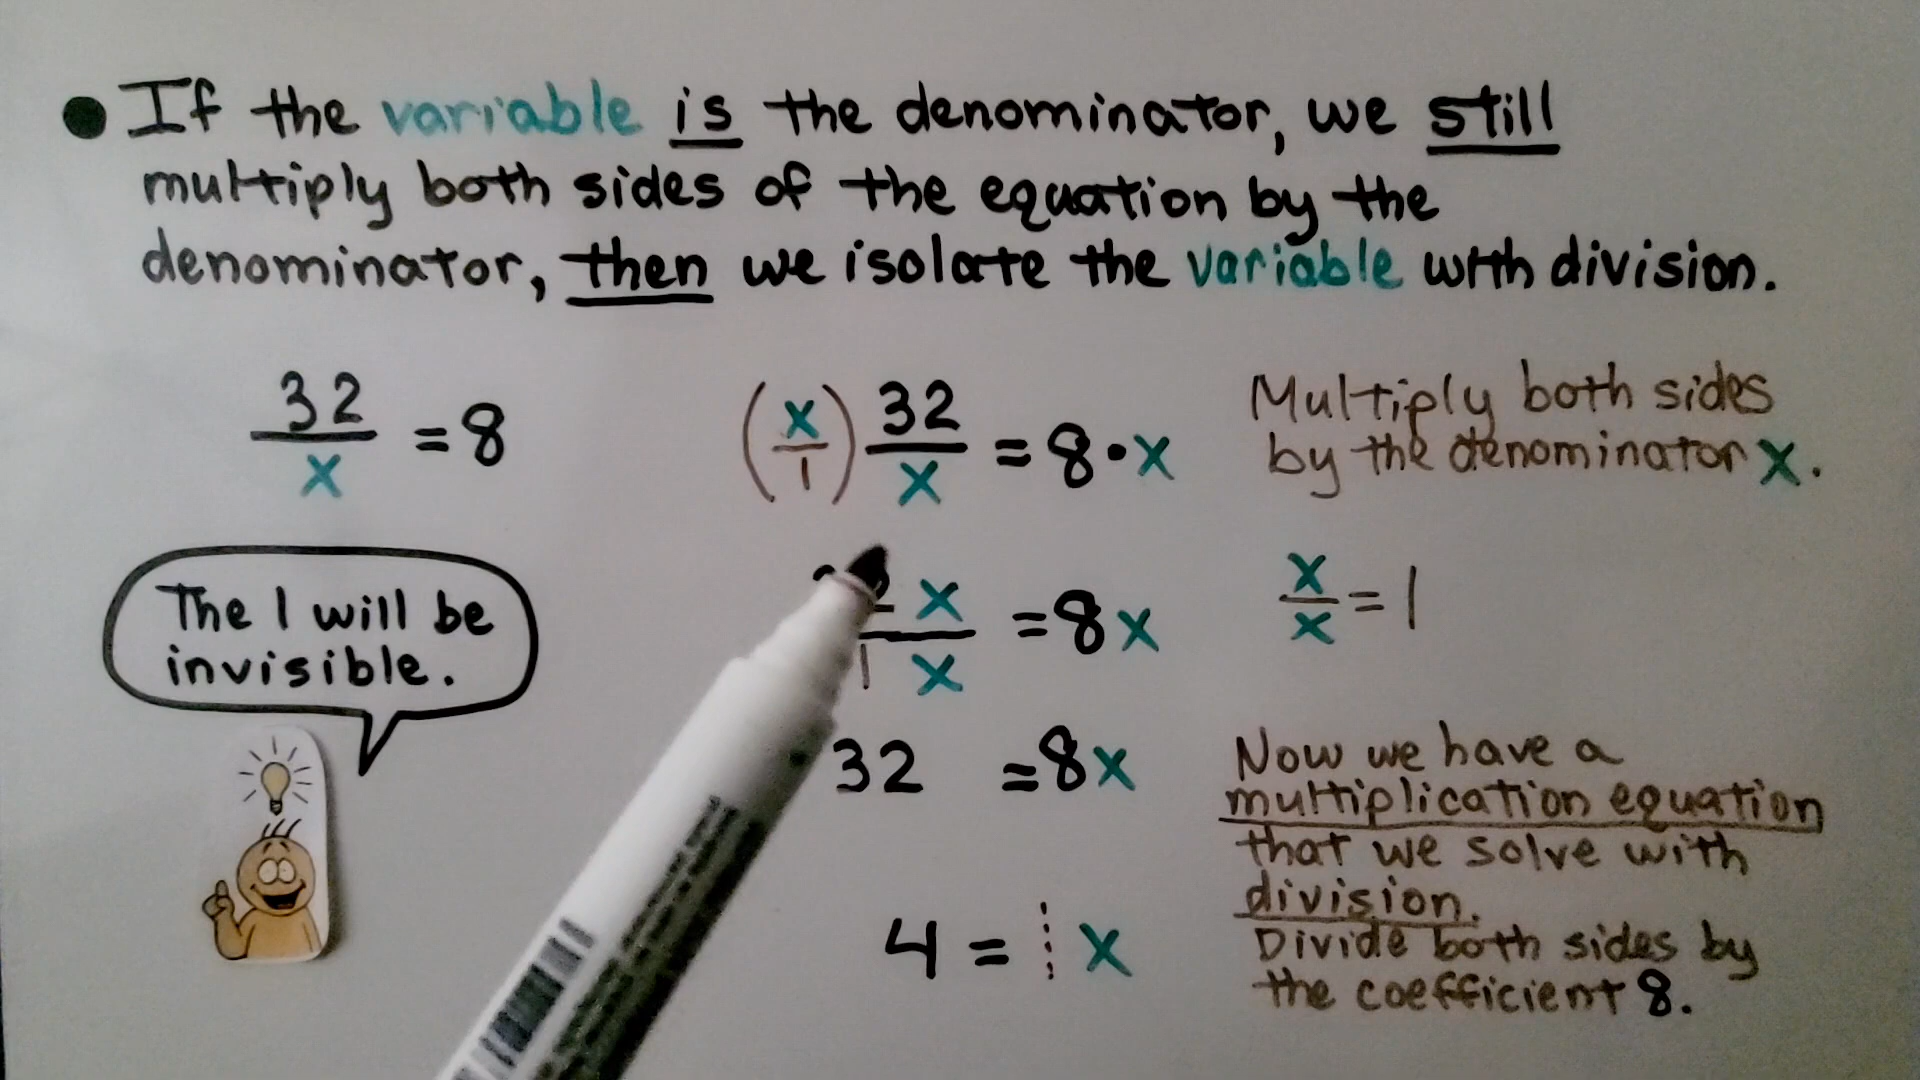 If the variable is the denominator, we still
multiply both sides of the equation by the
denominator, then we isolate the variable with division.
32/x = 8
(x/1) 32/x = 8 • x
Multiply both sides
by the denominator x.
The 1 will be
invisible.
x / 1 x = 8x
x/x = 1
32 = 8x
Now we have a
multiplication equation
that we solve with
division.
Divide both sides by
the coefficient 8.
4 = x